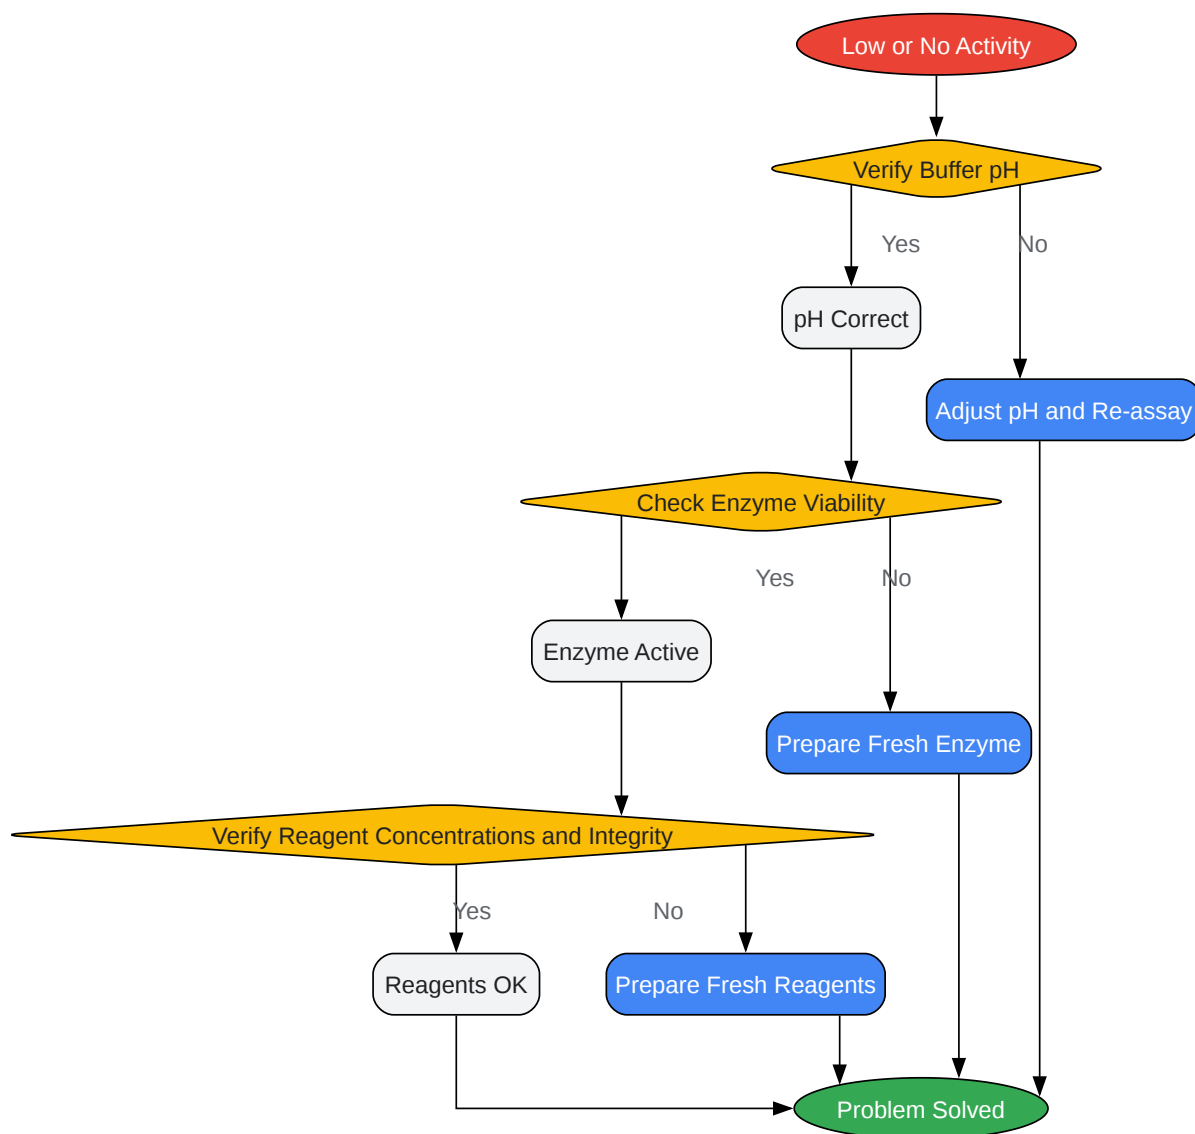 Low or No Activity
Verify Buffer pH
Yes
No
pH Correct
Adjust pH and Re-assay
Check Enzyme Viability
Yes
No
Enzyme Active
Prepare Fresh Enzyme
Verify Reagent Concentrations and Integrity
Yes
No
Reagents OK
Prepare Fresh Reagents
Problem Solved